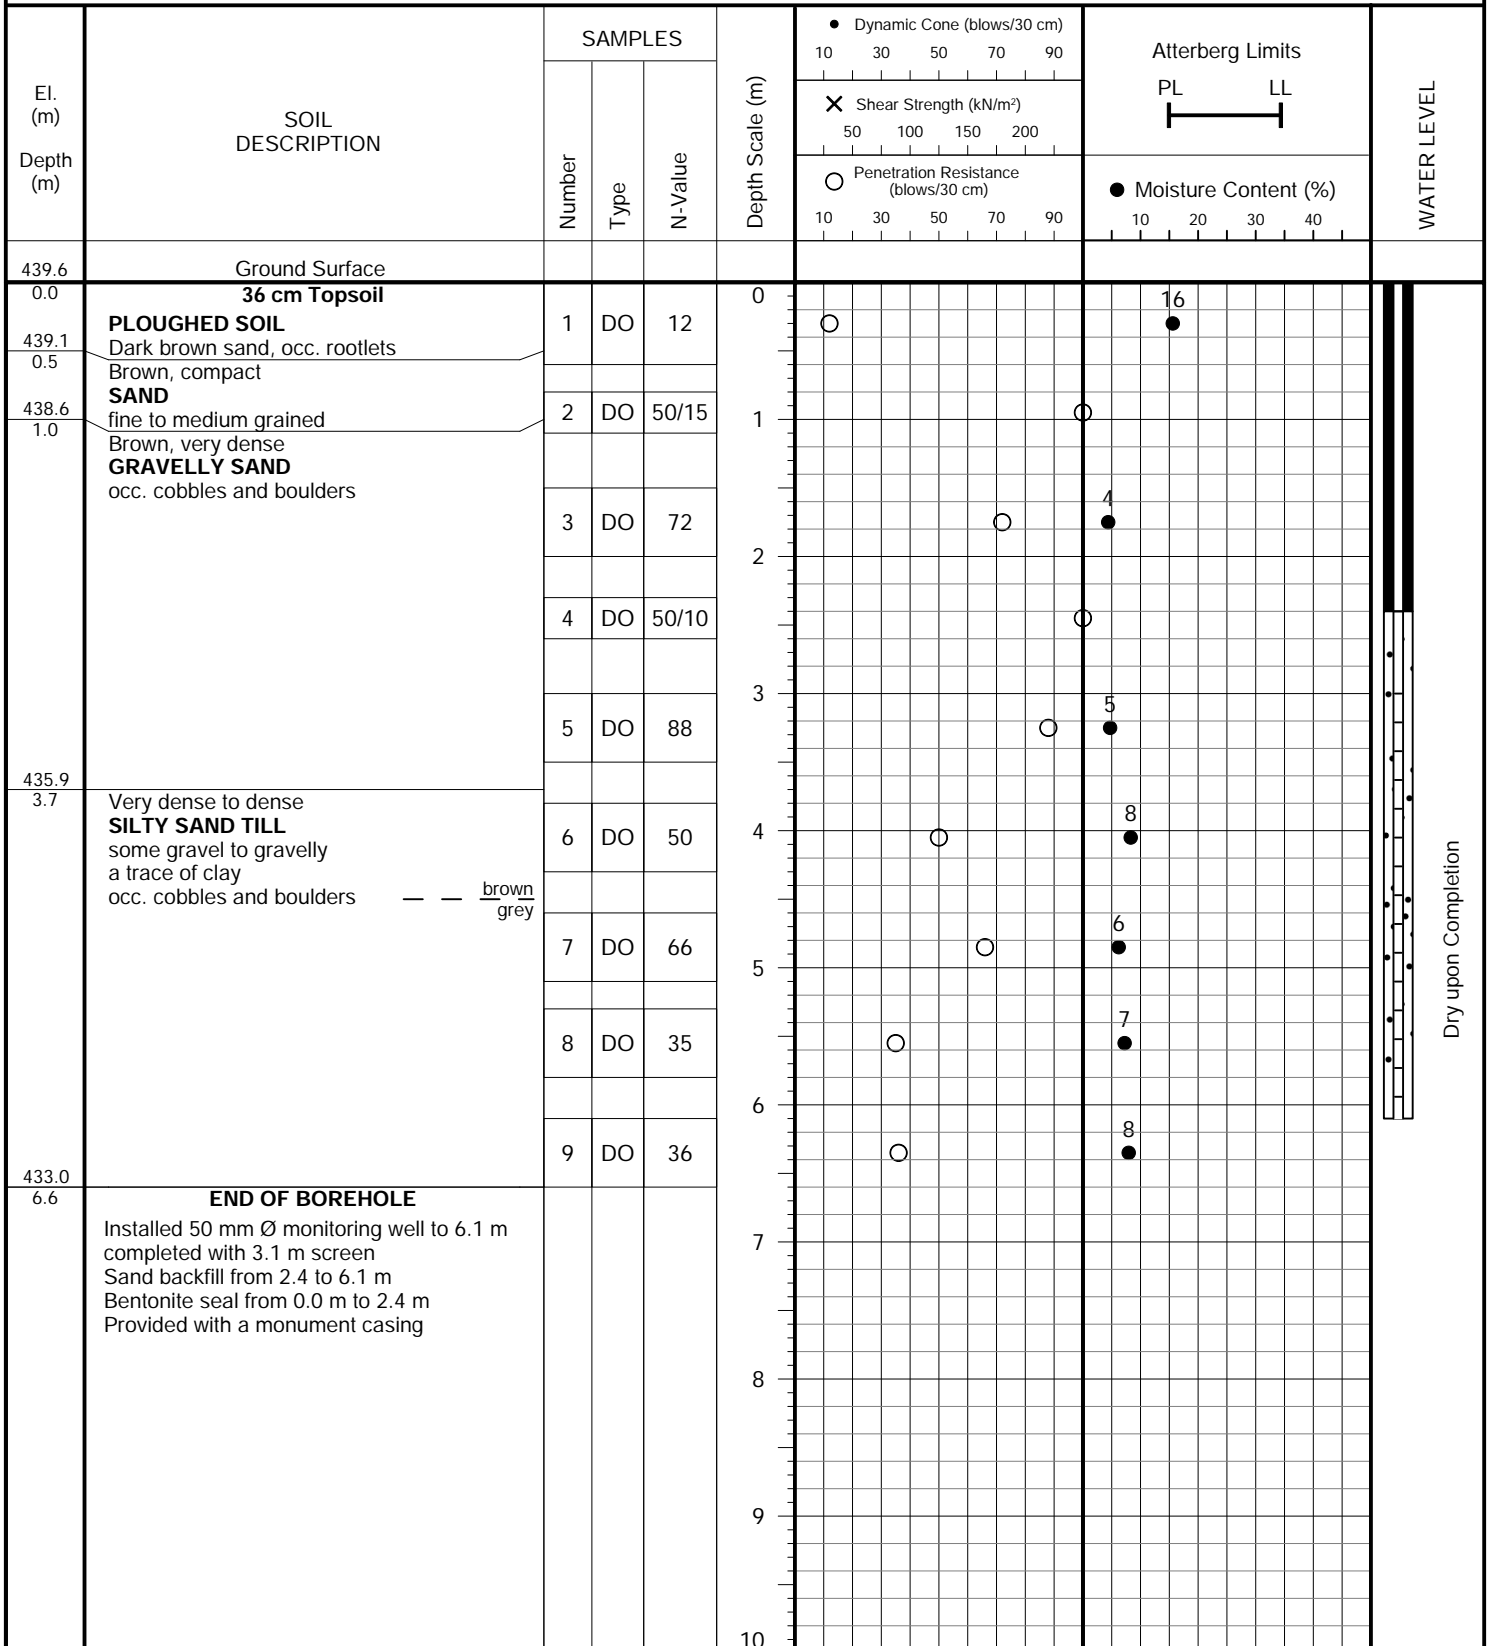 El.
(m)
Depth
(m)
SOIL
DESCRIPTION
SAMPLES
Number
Type
N-Value
Depth Scale (m)
Dynamic Cone (blows/30 cm)
10 30 50 70 90
Shear Strength (kN/m²)
50 100 150 200
Penetration Resistance
(blows/30 cm)
10 30 50 70 90
Atterberg Limits
PL LL
Moisture Content (%)
10 20 30 40
WATER LEVEL
439.6 Ground Surface
0.0 36 cm Topsoil 0
PLOUGHED SOIL 1 DO 12 16
439.1 Dark brown sand, occ. rootlets
0.5 Brown, compact
SAND
438.6 fine to medium grained 2 DO 50/15 1
1.0 Brown, very dense
GRAVELLY SAND
occ. cobbles and boulders
4
3 DO 72
2
4 DO 50/10
3
5
5 DO 88
435.9
3.7 Very dense to dense
SILTY SAND TILL 8
some gravel to gravelly 6 DO 50 4
a trace of clay
occ. cobbles and boulders brown
grey
6
7 DO 66
5
7
8 DO 35
6
8
9 DO 36
433.0
6.6 END OF BOREHOLE
Installed 50 mm Ø monitoring well to 6.1 m
completed with 3.1 m screen 7
Sand backfill from 2.4 to 6.1 m
Bentonite seal from 0.0 m to 2.4 m
Provided with a monument casing
8
9
10
Dry upon Completion